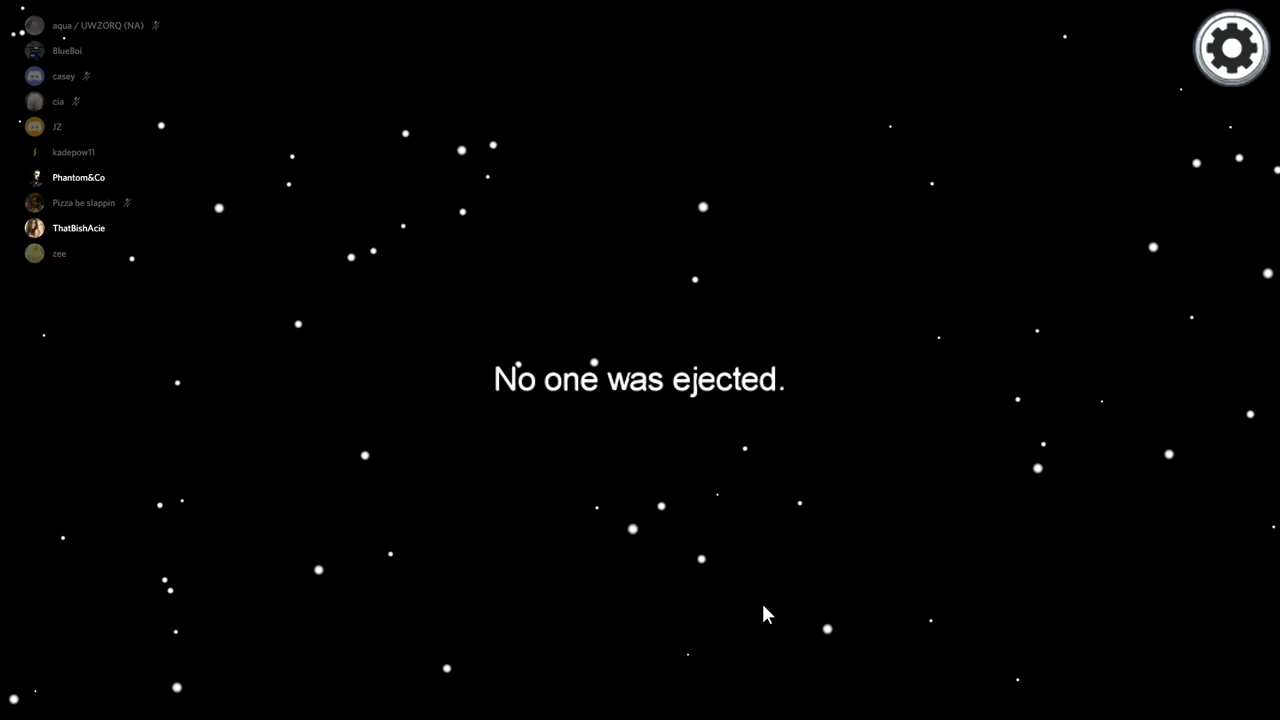 aqua / UWZORQ (NA)
BlueBoi
casey
cia
JZ
kadepow11
Phantom&Co
Pizza be slappin
ThatBishAcie
zee
No one was ejected.